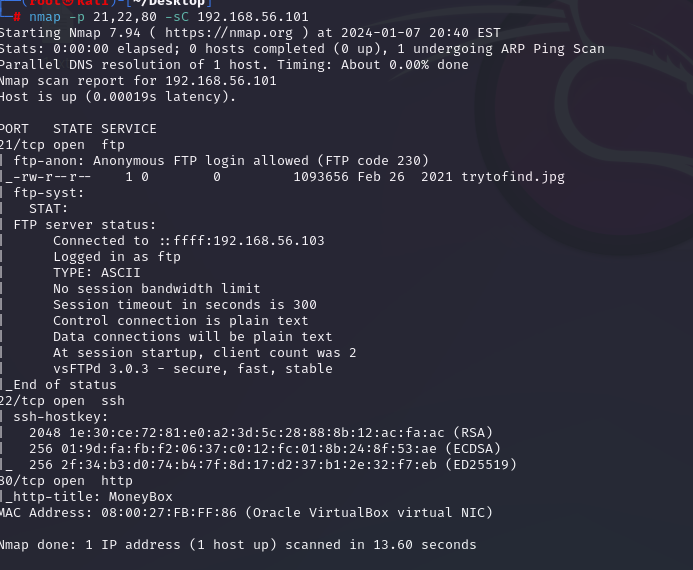 (root㉿kali)-[~/Desktop]
# nmap -p 21,22,80 -sC 192.168.56.101
Starting Nmap 7.94 ( https://nmap.org ) at 2024-01-07 20:40 EST
Stats: 0:00:00 elapsed; 0 hosts completed (0 up), 1 undergoing ARP Ping Scan
Parallel DNS resolution of 1 host. Timing: About 0.00% done
Nmap scan report for 192.168.56.101
Host is up (0.00019s latency).
PORT   STATE SERVICE
21/tcp open  ftp
| ftp-anon: Anonymous FTP login allowed (FTP code 230)
|_-rw-r--r--    1 0        0         1093656 Feb 26  2021 trytofind.jpg
| ftp-syst:
|   STAT:
| FTP server status:
|      Connected to ::ffff:192.168.56.103
|      Logged in as ftp
|      TYPE: ASCII
|      No session bandwidth limit
|      Session timeout in seconds is 300
|      Control connection is plain text
|      Data connections will be plain text
|      At session startup, client count was 2
|      vsFTPd 3.0.3 - secure, fast, stable
|_End of status
22/tcp open  ssh
| ssh-hostkey:
|   2048 1e:30:ce:72:81:e0:a2:3d:5c:28:88:8b:12:ac:fa:ac (RSA)
|   256 01:9d:fa:fb:f2:06:37:c0:12:fc:01:8b:24:8f:53:ae (ECDSA)
|_  256 2f:34:b3:d0:74:b4:7f:8d:17:d2:37:b1:2e:32:f7:eb (ED25519)
80/tcp open  http
|_http-title: MoneyBox
MAC Address: 08:00:27:FB:FF:86 (Oracle VirtualBox virtual NIC)
Nmap done: 1 IP address (1 host up) scanned in 13.60 seconds